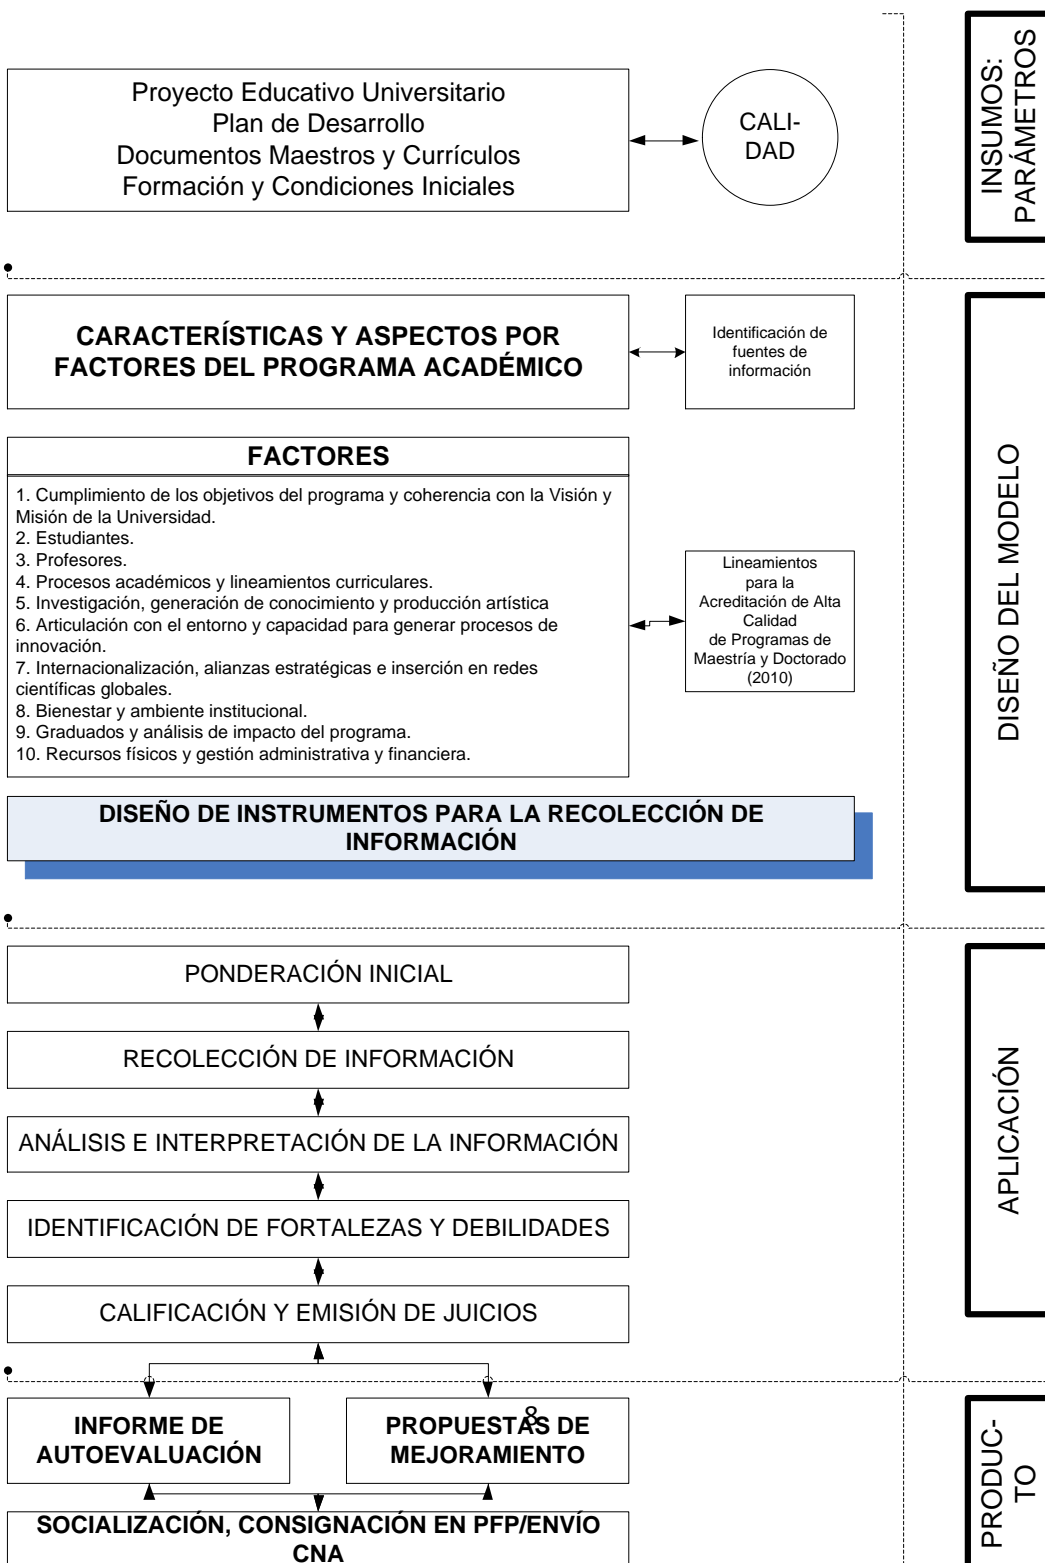 INSUMOS:
PARÁMETROS
Proyecto Educativo Universitario
Plan de Desarrollo
Documentos Maestros y Currículos
Formación y Condiciones Iniciales
CALI-
DAD
DISEÑO DEL MODELO
CARACTERÍSTICAS Y ASPECTOS POR
FACTORES DEL PROGRAMA ACADÉMICO
Identificación de
fuentes de
información
FACTORES
1. Cumplimiento de los objetivos del programa y coherencia con la Visión y
Misión de la Universidad.
2. Estudiantes.
3. Profesores.
4. Procesos académicos y lineamientos curriculares.
5. Investigación, generación de conocimiento y producción artística
6. Articulación con el entorno y capacidad para generar procesos de
innovación.
7. Internacionalización, alianzas estratégicas e inserción en redes
científicas globales.
8. Bienestar y ambiente institucional.
9. Graduados y análisis de impacto del programa.
10. Recursos físicos y gestión administrativa y financiera.
Lineamientos
para la
Acreditación de Alta
Calidad
de Programas de
Maestría y Doctorado
(2010)
DISEÑO DE INSTRUMENTOS PARA LA RECOLECCIÓN DE
INFORMACIÓN
APLICACIÓN
PONDERACIÓN INICIAL
RECOLECCIÓN DE INFORMACIÓN
ANÁLISIS E INTERPRETACIÓN DE LA INFORMACIÓN
IDENTIFICACIÓN DE FORTALEZAS Y DEBILIDADES
CALIFICACIÓN Y EMISIÓN DE JUICIOS
PRODUC-
TO
INFORME DE
AUTOEVALUACIÓN
PROPUESTAS DE
MEJORAMIENTO
8
SOCIALIZACIÓN, CONSIGNACIÓN EN PFP/ENVÍO
CNA